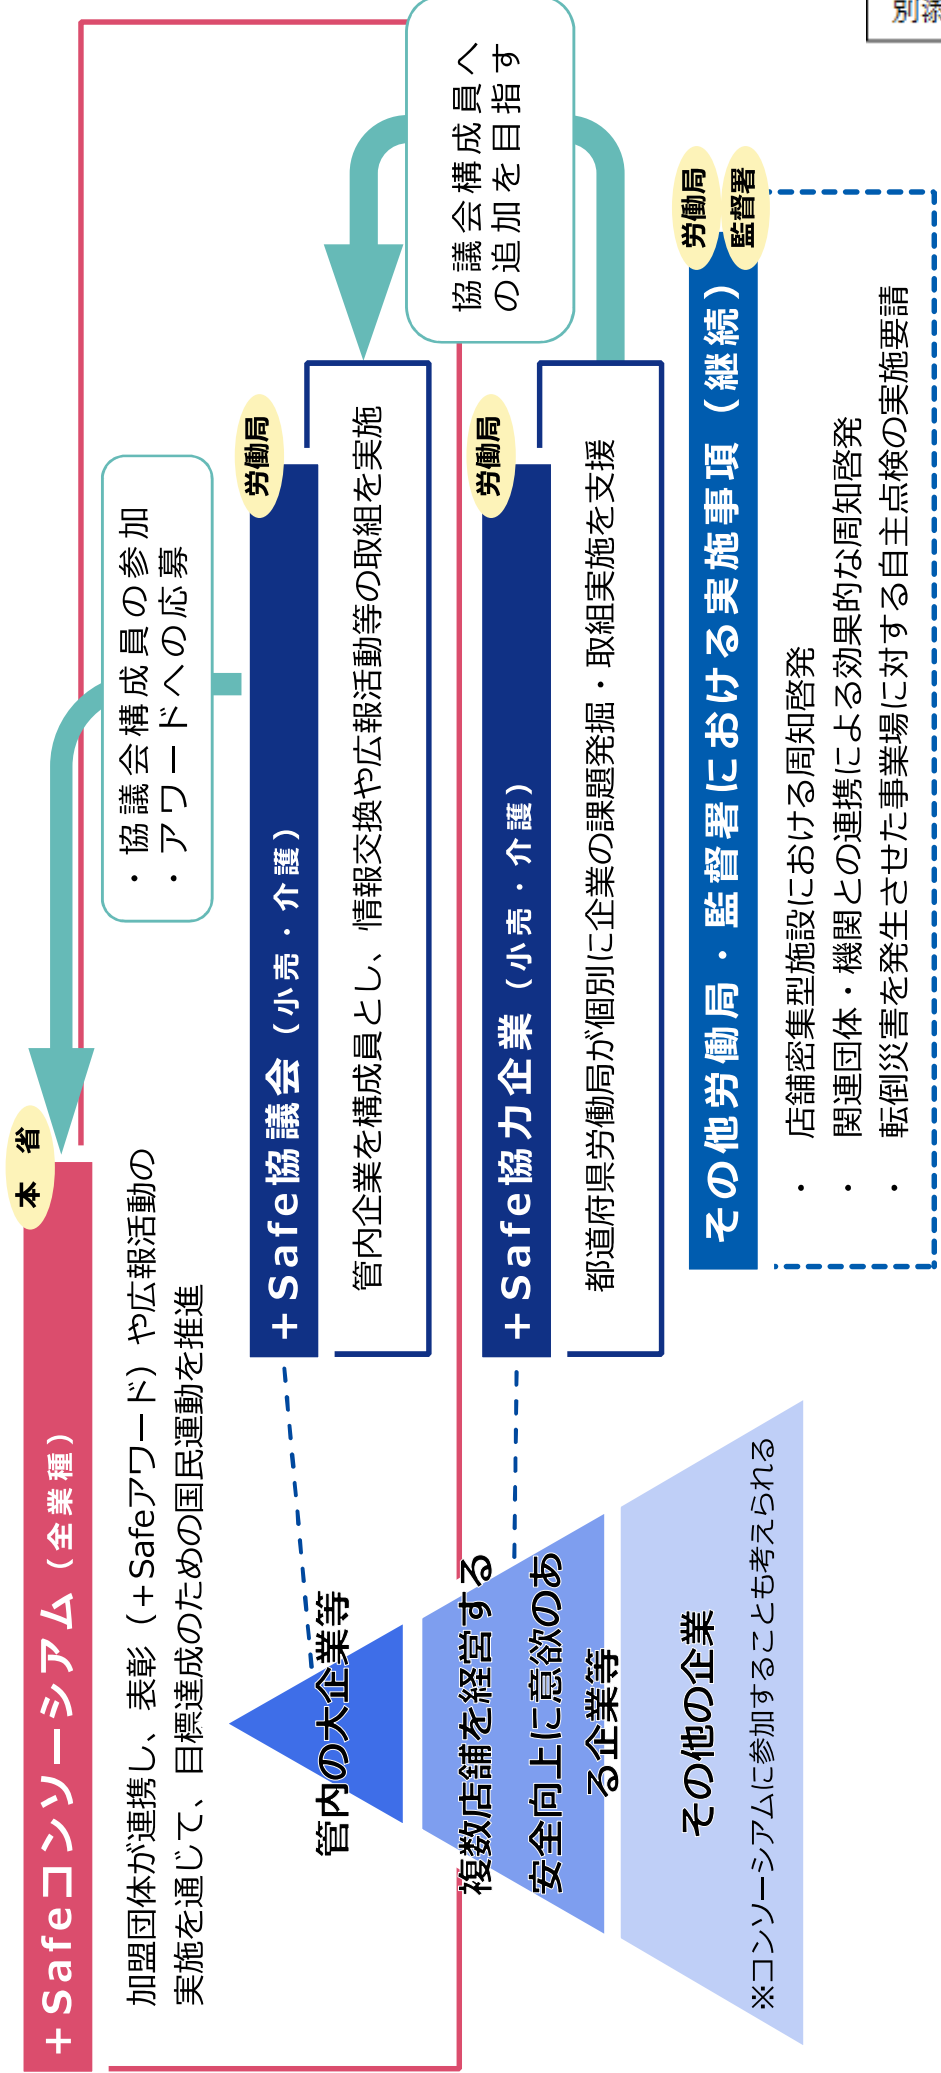 別添
本　省
＋Safeコンソーシアム（全業種）
加盟団体が連携し、表彰（＋Safeアワード）や広報活動の
実施を通じて、目標達成のための国民運動を推進
・協議会構成員の参加
・アワードへの応募
労働局
＋Safe協議会（小売・介護）
管内企業を構成員とし、情報交換や広報活動等の取組を実施
協議会構成員へ
の追加を目指す
労働局
＋Safe協力企業（小売・介護）
都道府県労働局が個別に企業の課題発掘・取組実施を支援
労働局
監督署
その他労働局・監督署における実施事項（継続）
・　店舗密集型施設における周知啓発
・　関連団体・機関との連携による効果的な周知啓発
・　転倒災害を発生させた事業場に対する自主点検の実施要請
管内の大企業等
複数店舗を経営する
安全向上に意欲のあ
る企業等
その他の企業
※コンソーシアムに参加することも考えられる